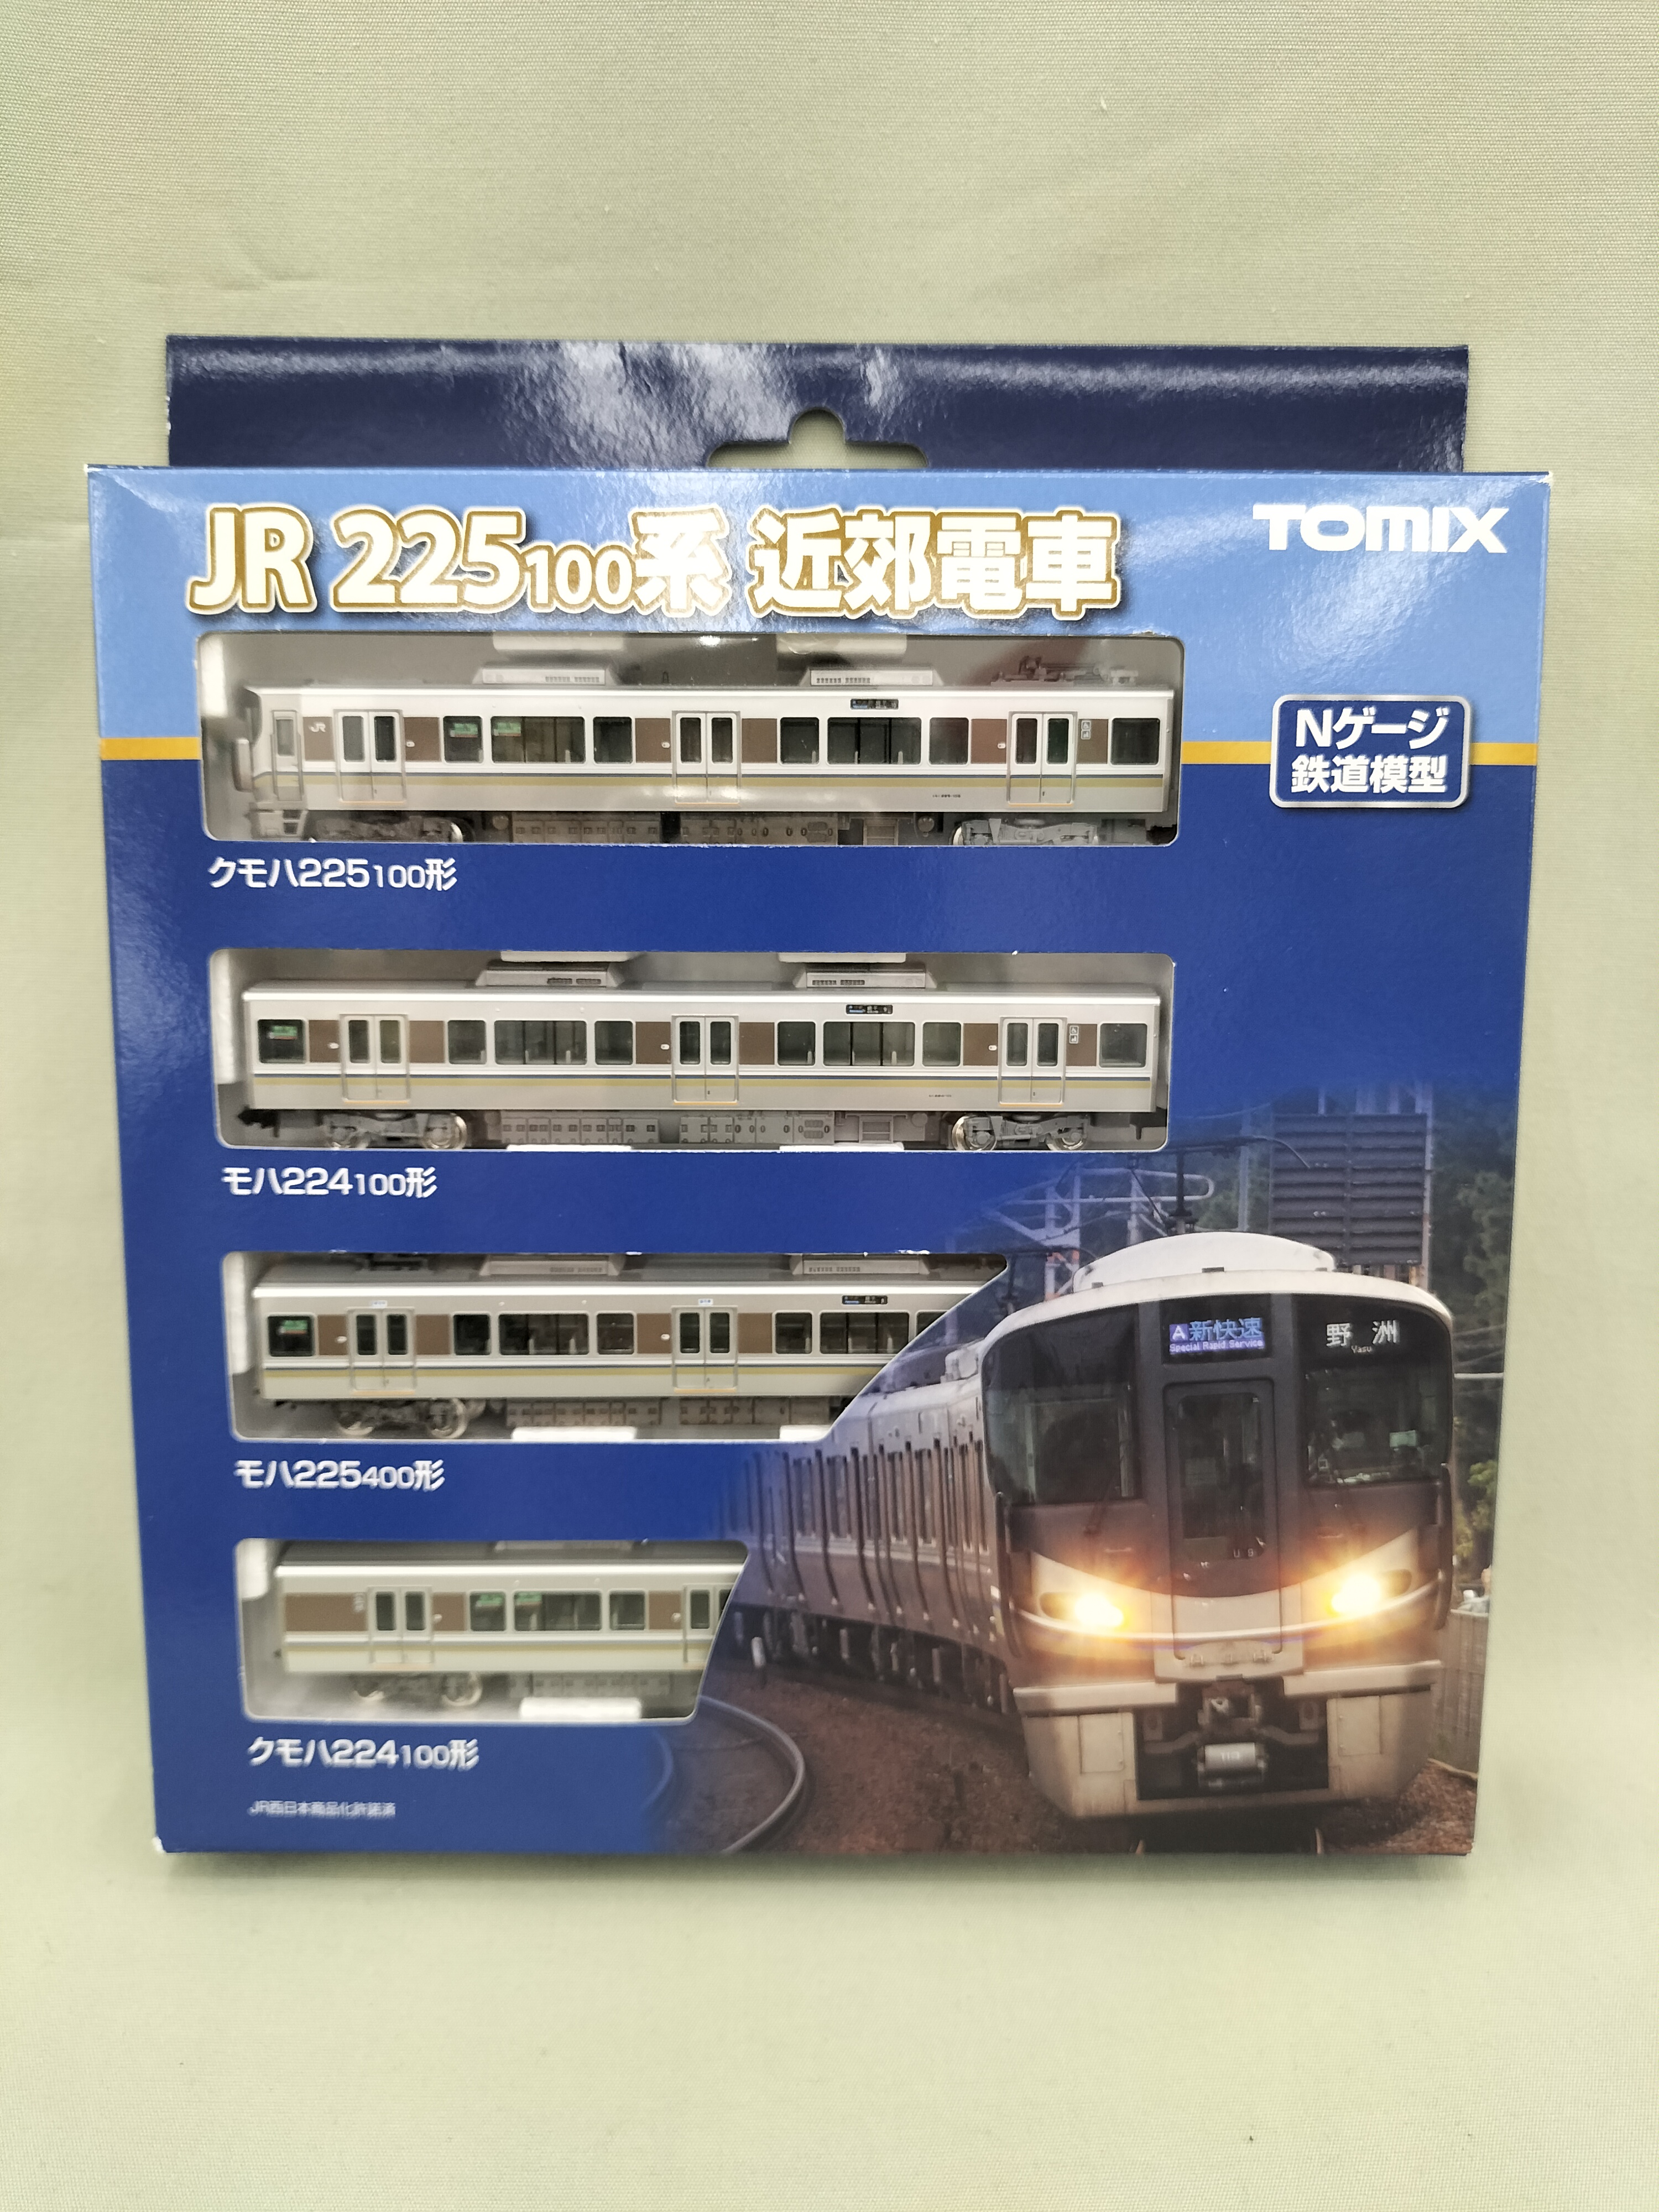 JR 225 100系 近郊電車
TOMIX
Nゲージ
鉄道模型
JR
クモハ225100形
モハ224100形
モハ225400形
A新快速
Special Rapid Service
野洲
Yasu
U9
クモハ224100形
JR西日本商品化許諾済